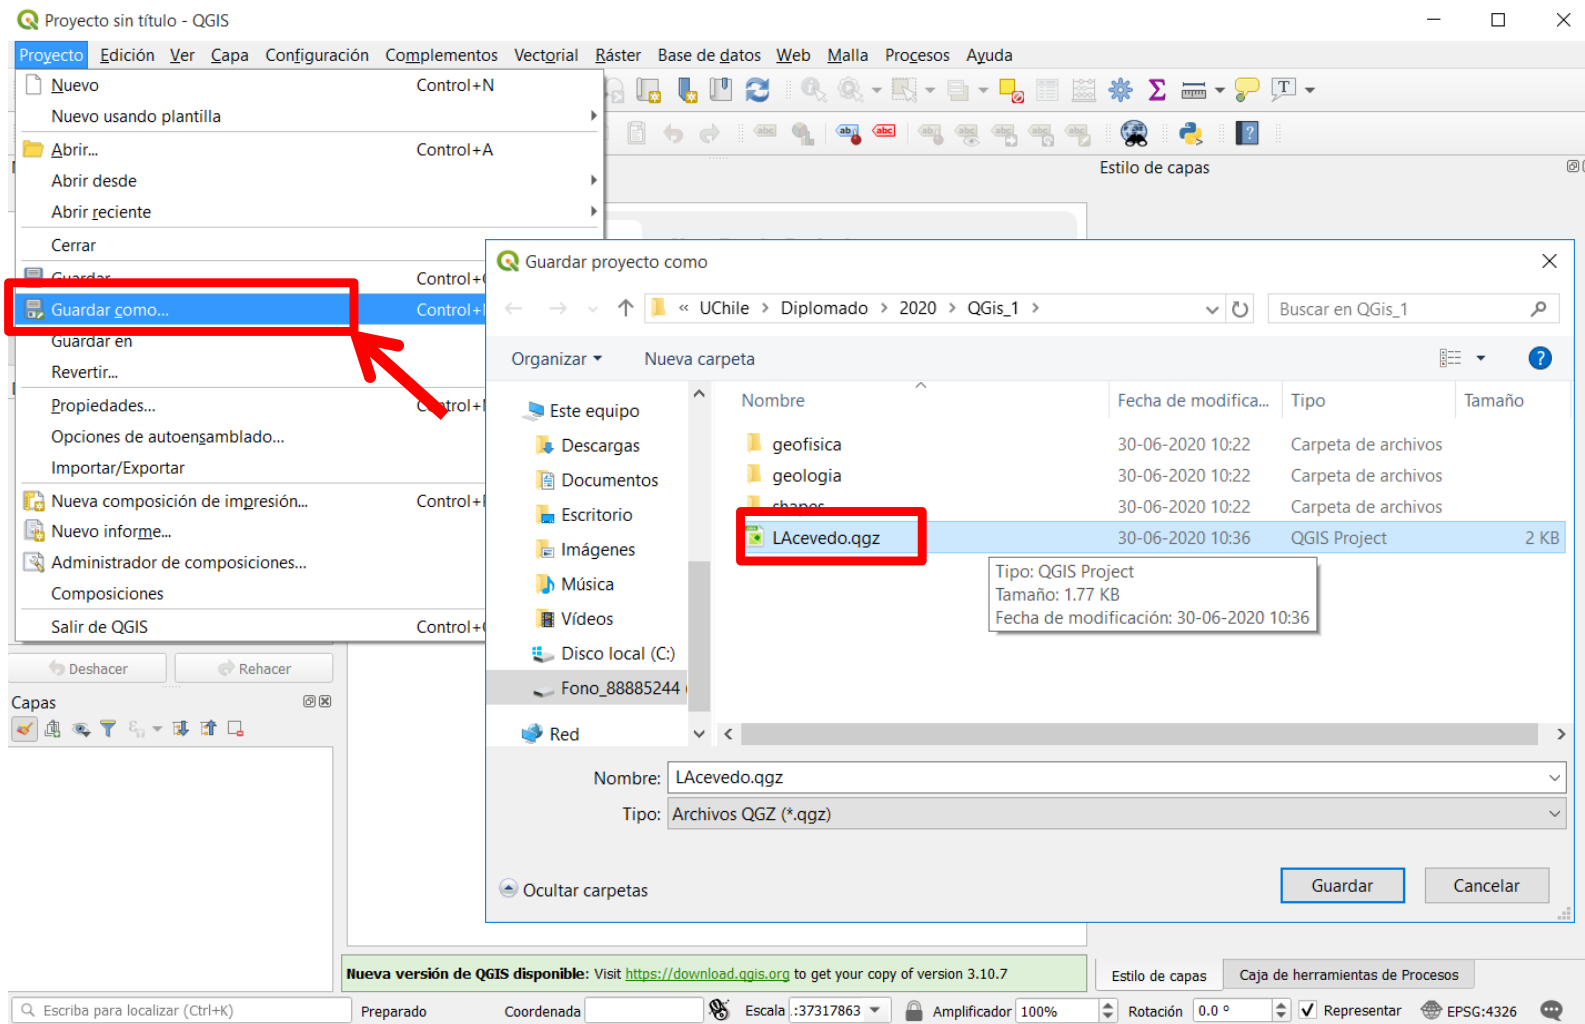 Proyecto sin título - QGIS
Proyecto Edición Ver Capa Configuración Complementos Vectorial Ráster Base de datos Web Malla Procesos Ayuda
Nuevo Control+N
Nuevo usando plantilla
Abrir... Control+A
Abrir desde
Abrir reciente
Cerrar
Guardar Control+
Guardar como... Control+
Guardar en
Revertir...
Propiedades... Control+
Opciones de autoensamblado...
Importar/Exportar
Nueva composición de impresión... Control+
Nuevo informe...
Administrador de composiciones...
Composiciones
Salir de QGIS Control+
Estilo de capas
Guardar proyecto como
« UChile > Diplomado > 2020 > QGis_1 >
Buscar en QGis_1
Organizar
Nueva carpeta
Este equipo
Descargas
Documentos
Escritorio
Imágenes
Música
Vídeos
Disco local (C:)
Fono_88885244
Red
Nombre Fecha de modifica... Tipo Tamaño
geofisica 30-06-2020 10:22 Carpeta de archivos
geologia 30-06-2020 10:22 Carpeta de archivos
shapes 30-06-2020 10:22 Carpeta de archivos
LAcevedo.qgz 30-06-2020 10:36 QGIS Project 2 KB
Tipo: QGIS Project
Tamaño: 1.77 KB
Fecha de modificación: 30-06-2020 10:36
Nombre: LAcevedo.qgz
Tipo: Archivos QGZ (*.qgz)
Ocultar carpetas
Guardar Cancelar
Deshacer Rehacer
Capas
Nueva versión de QGIS disponible: Visit https://download.qgis.org to get your copy of version 3.10.7
Estilo de capas Caja de herramientas de Procesos
Escriba para localizar (Ctrl+K) Preparado Coordenada Escala .:37317863 Amplificador 100% Rotación 0.0 ° Representar EPSG:4326